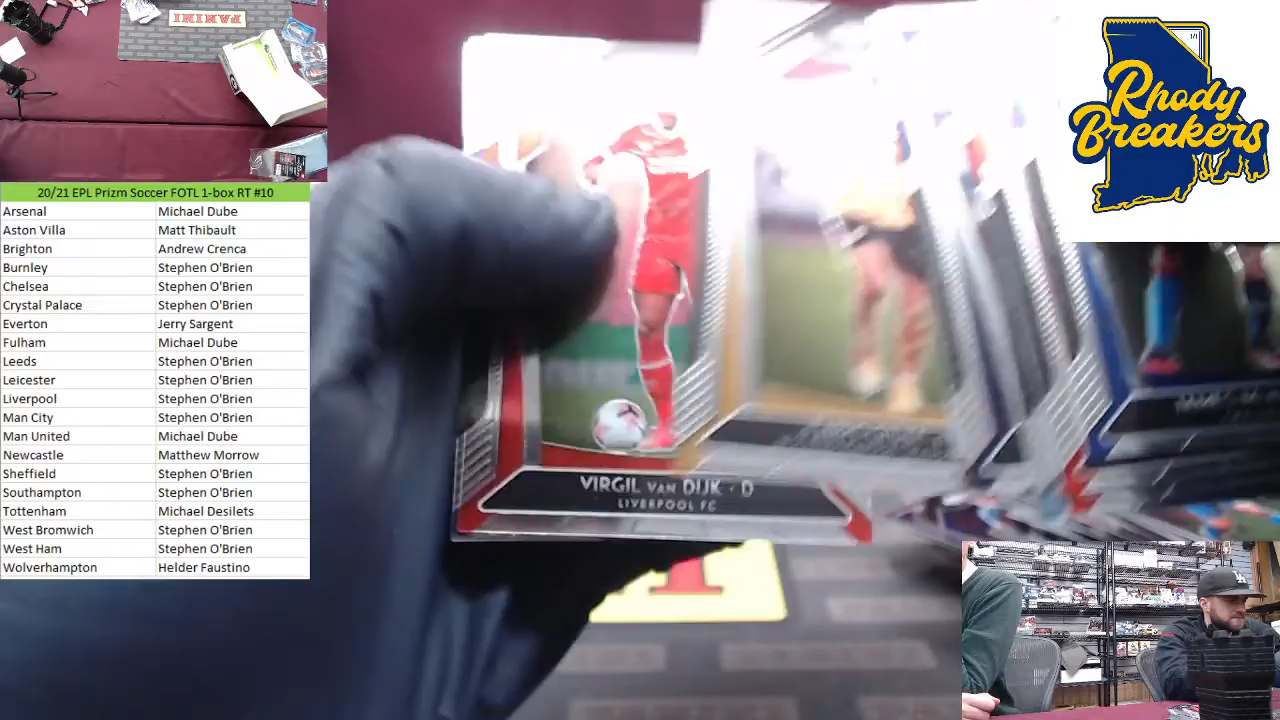 PANINI
Rhody
Breakers
20/21 EPL Prizm Soccer FOTL 1-box RT #10
Arsenal Michael Dube
Aston Villa Matt Thibault
Brighton Andrew Crenca
Burnley Stephen O'Brien
Chelsea Stephen O'Brien
Crystal Palace Stephen O'Brien
Everton Jerry Sargent
Fulham Michael Dube
Leeds Stephen O'Brien
Leicester Stephen O'Brien
Liverpool Stephen O'Brien
Man City Stephen O'Brien
Man United Michael Dube
Newcastle Matthew Morrow
Sheffield Stephen O'Brien
Southampton Stephen O'Brien
Tottenham Michael Desilets
West Bromwich Stephen O'Brien
West Ham Stephen O'Brien
Wolverhampton Helder Faustino
VIRGIL VAN DIJK - D
LIVERPOOL FC